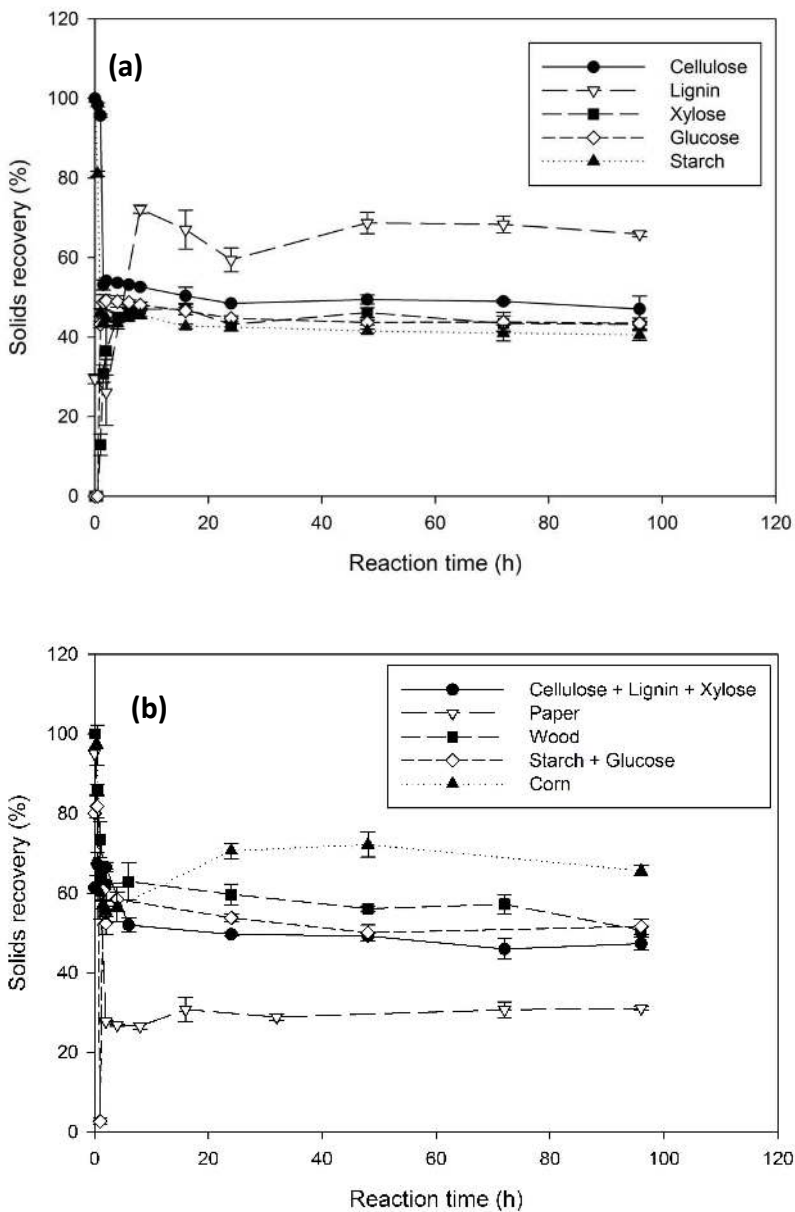 (a)
Cellulose
Lignin
Xylose
Glucose
Starch
120
100
80
60
40
20
0
Solids recovery (%)
0 20 40 60 80 100 120
Reaction time (h)
(b)
Cellulose + Lignin + Xylose
Paper
Wood
Starch + Glucose
Corn
120
100
80
60
40
20
0
Solids recovery (%)
0 20 40 60 80 100 120
Reaction time (h)